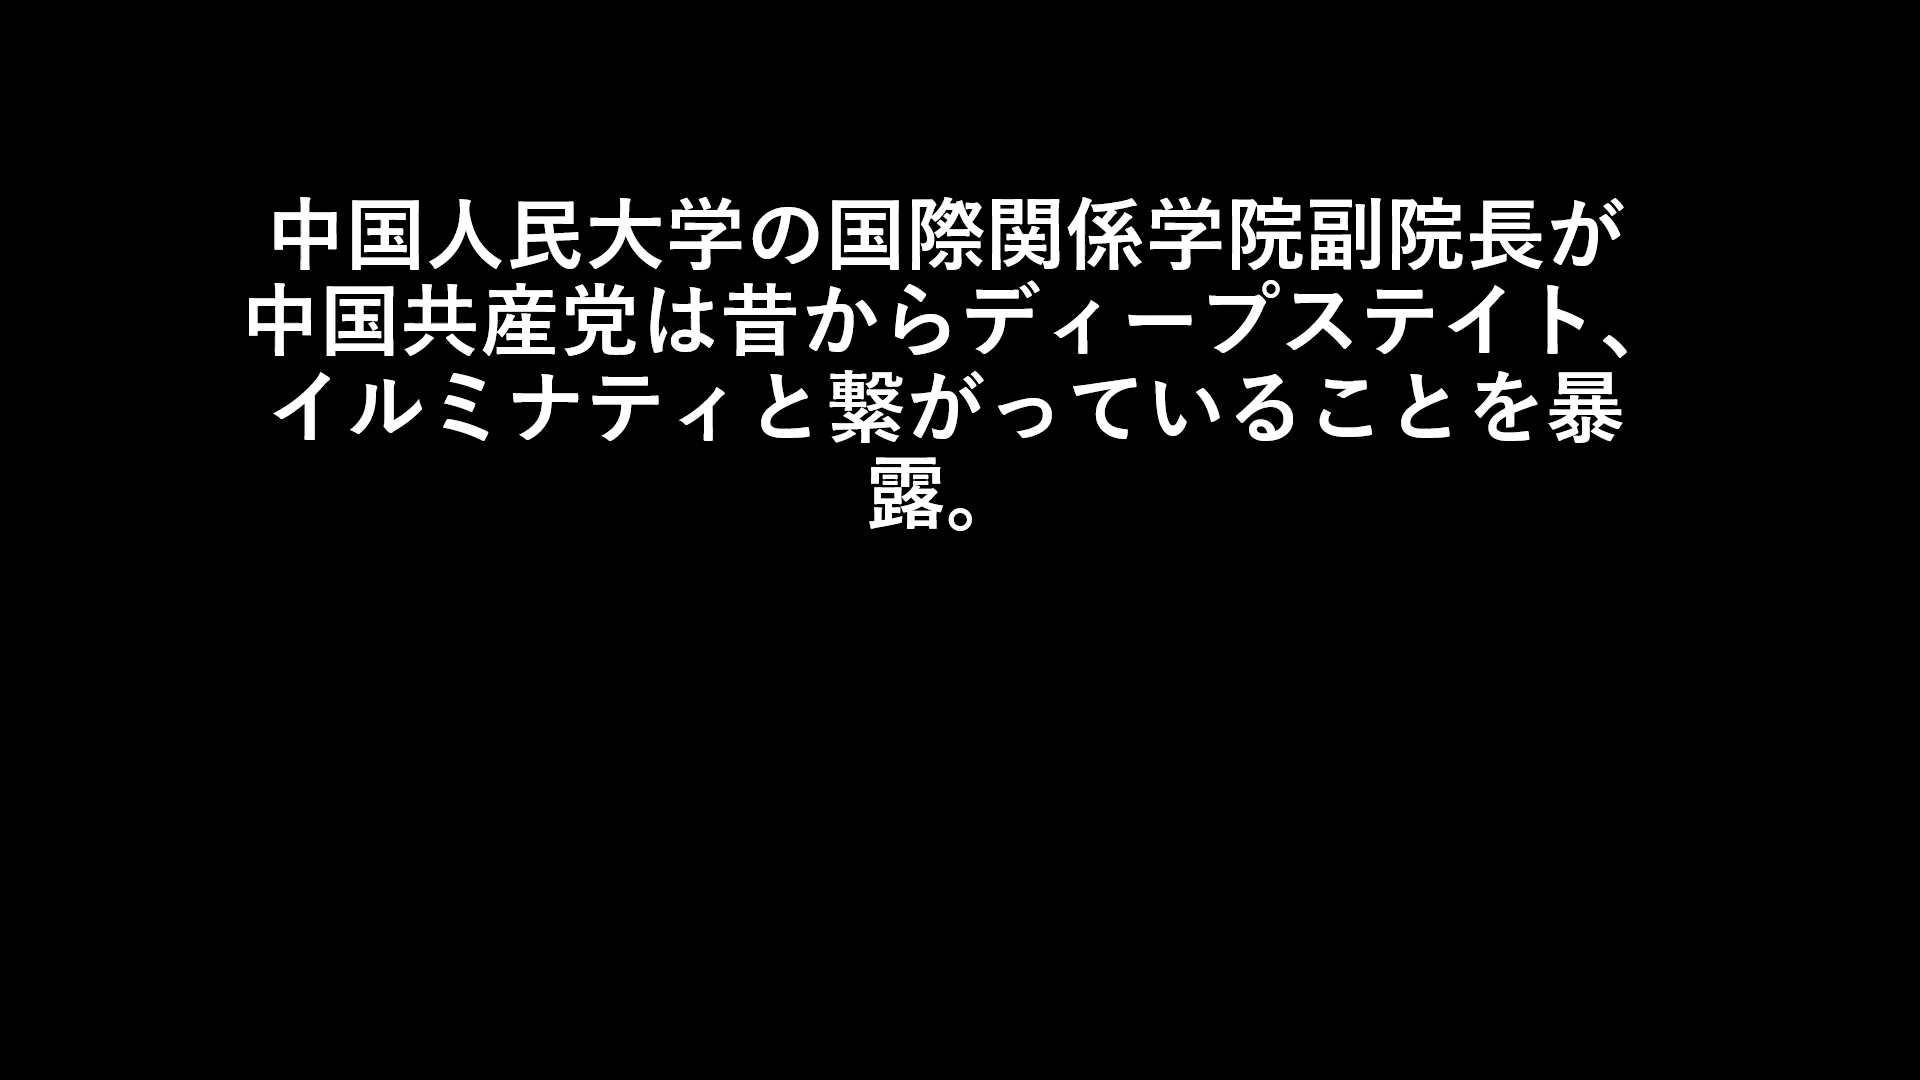 中国人民大学の国際関係学院副院長が
中国共産党は昔からディープステイト、
イルミナティと繋がっていることを暴
露。